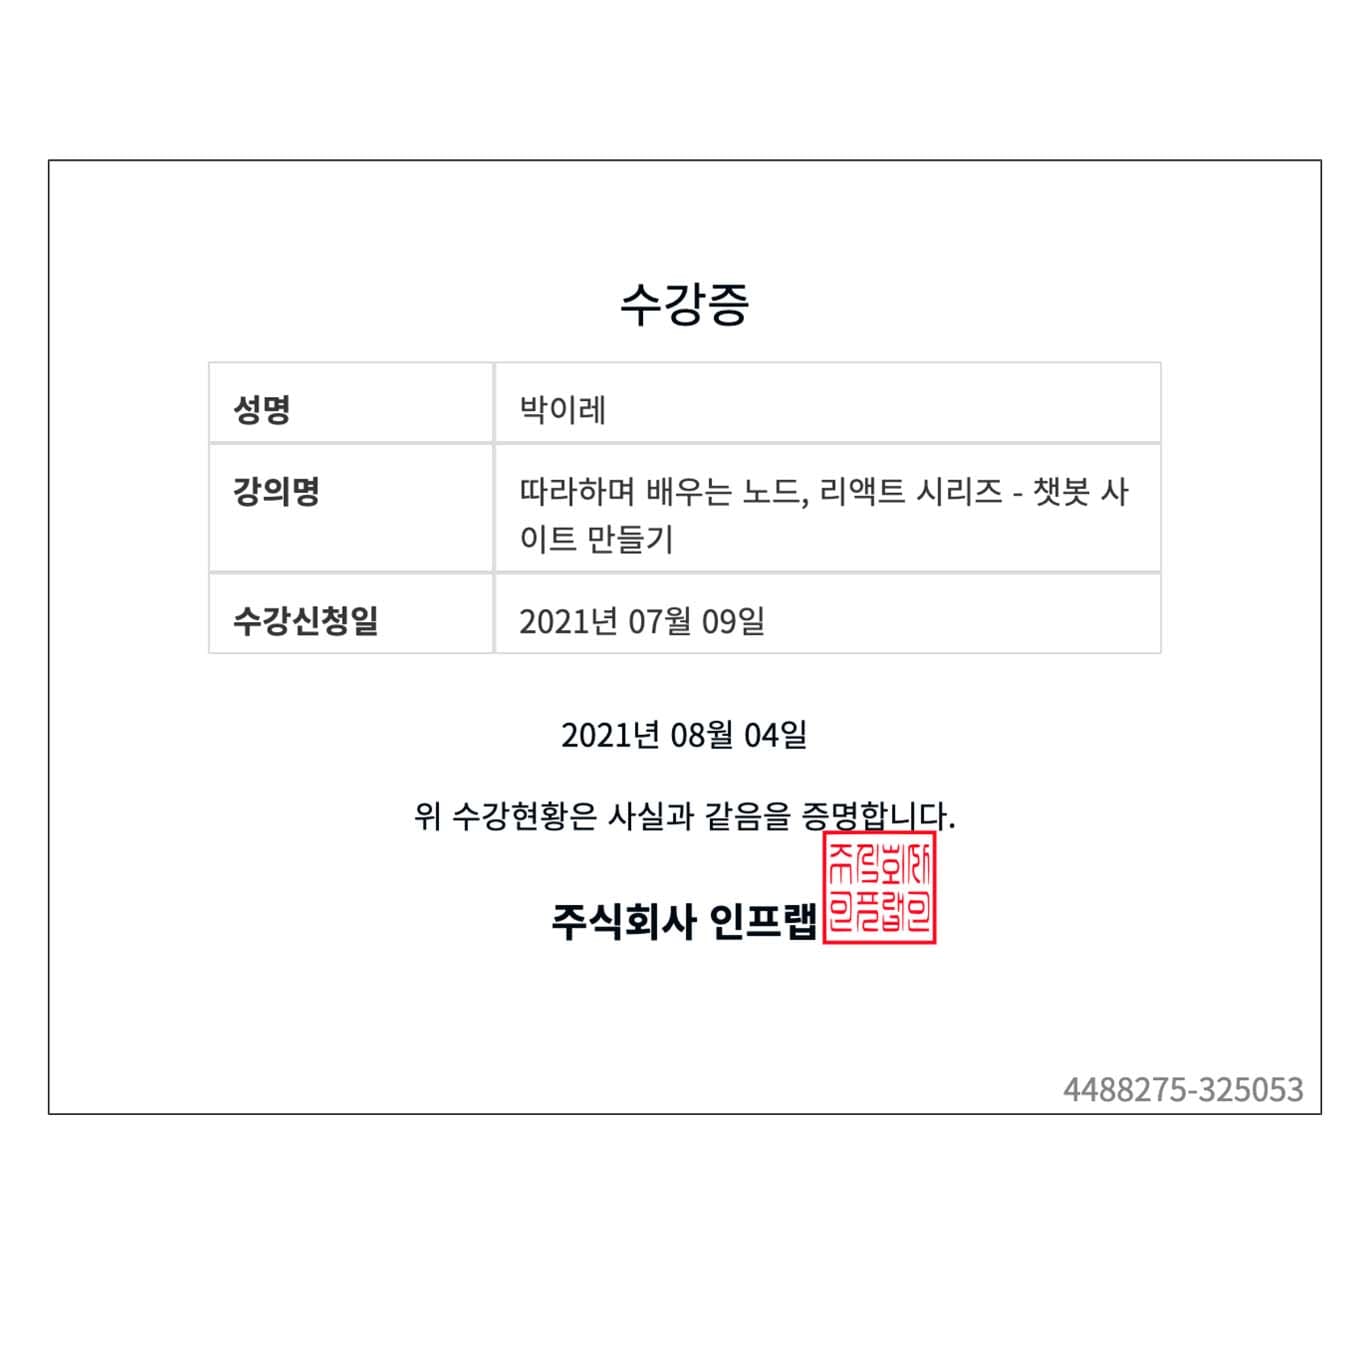 수강증
성명 박이레
강의명 따라하며 배우는 노드, 리액트 시리즈 - 챗봇 사
이트 만들기
수강신청일 2021년 07월 09일
2021년 08월 04일
위 수강현황은 사실과 같음을 증명합니다.
주식회사 인프랩
주식회사
인프랩인
4488275-325053